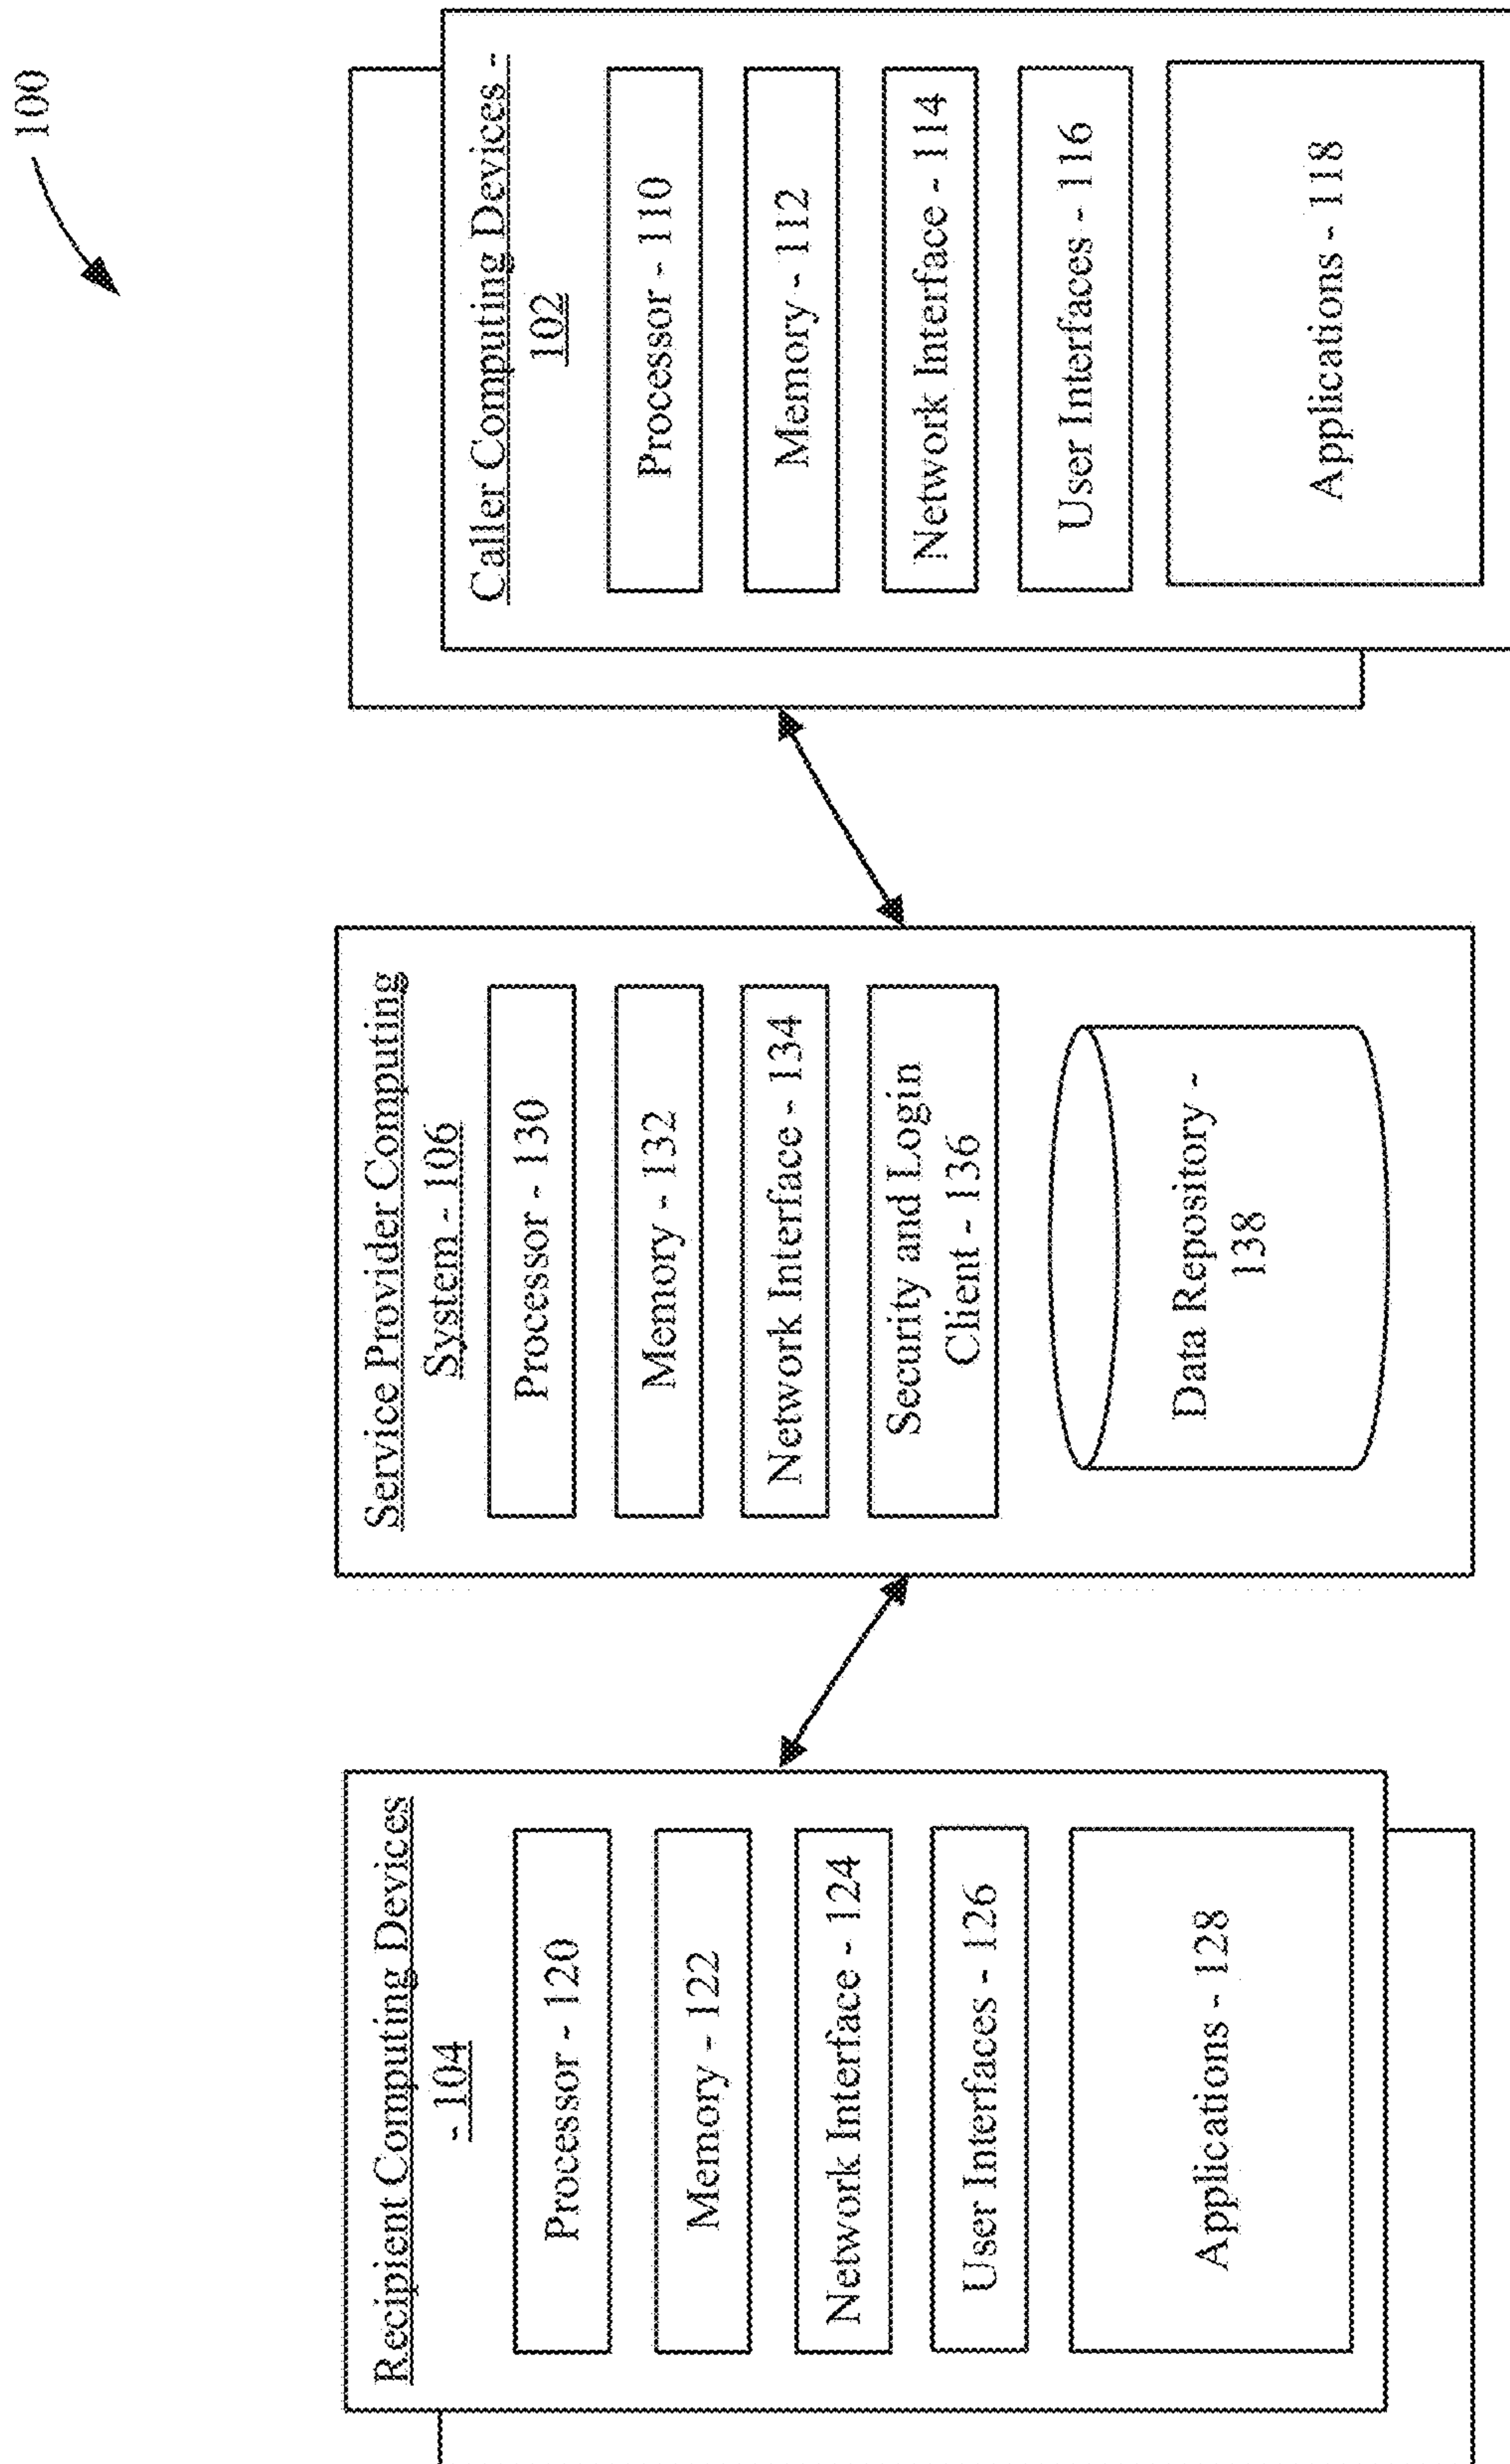 100
Recipient Computing Devices
- 104
Processor - 120
Memory - 122
Network Interface - 124
User Interfaces - 126
Applications - 128
Service Provider Computing
System - 106
Processor - 130
Memory - 132
Network Interface - 134
Security and Login
Client - 136
Data Repository -
138
Caller Computing Devices -
102
Processor - 110
Memory - 112
Network Interface - 114
User Interfaces - 116
Applications - 118